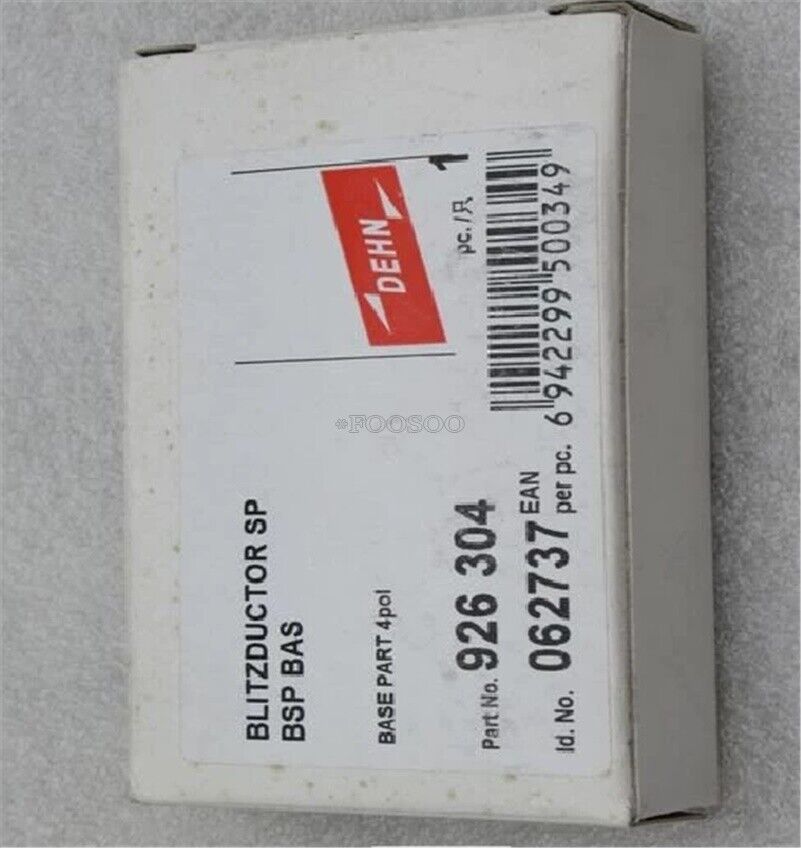 BLITZDUCTOR SP
BSP BAS
BASE PART 4pol
Part No. 926 304
Id. No. 062737
DEHN
1
pc./只
EAN
per pc.
6 942299 500349
*FOOSOO